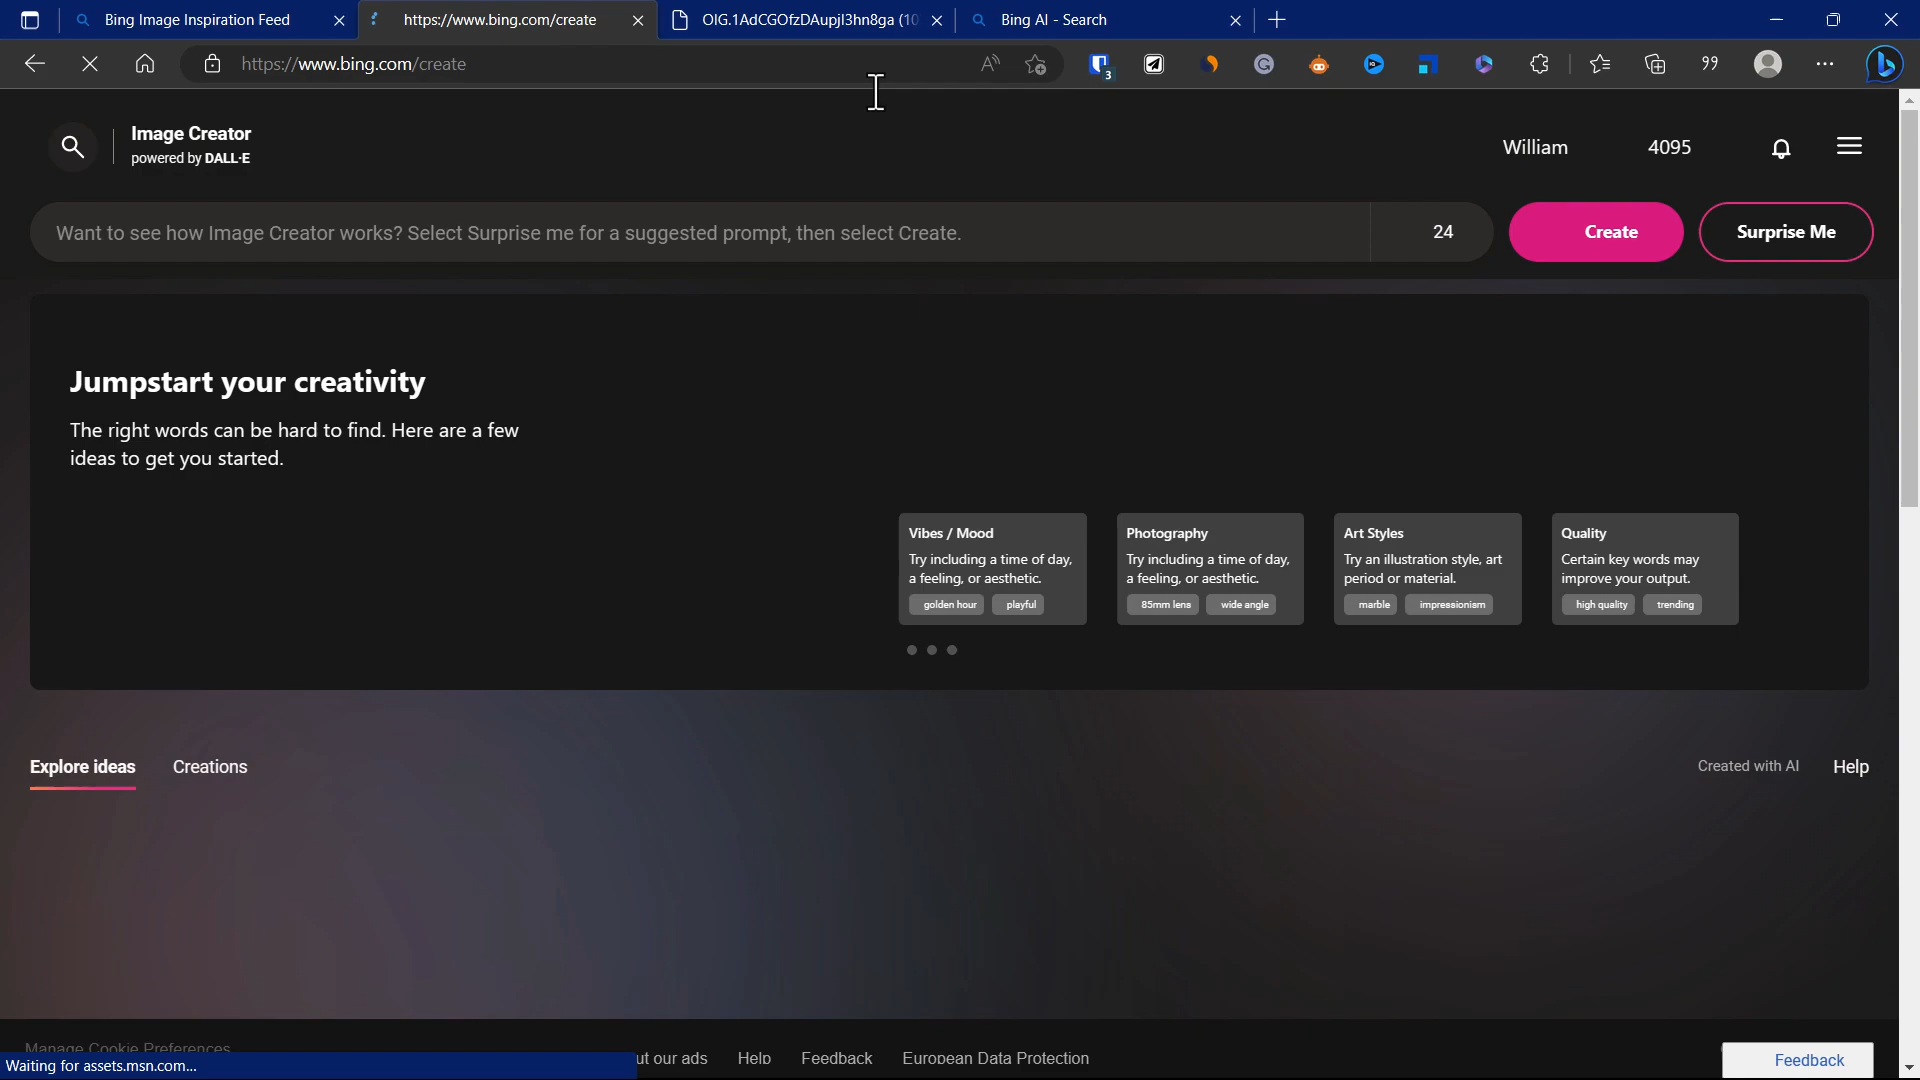 Bing Image Inspiration Feed
https://www.bing.com/create
OIG.1AdCGOfzDAupjI3hn8ga (10
Bing AI - Search
https://www.bing.com/create
3
Image Creator
powered by DALL·E
William
4095
Want to see how Image Creator works? Select Surprise me for a suggested prompt, then select Create.
24
Create
Surprise Me
Jumpstart your creativity
The right words can be hard to find. Here are a few
ideas to get you started.
Vibes / Mood
Try including a time of day,
a feeling, or aesthetic.
golden hour
playful
Photography
Try including a time of day,
a feeling, or aesthetic.
85mm lens
wide angle
Art Styles
Try an illustration style, art
period or material.
marble
impressionism
Quality
Certain key words may
improve your output.
high quality
trending
Explore ideas
Creations
Created with AI
Help
Manage Cookie Preferences
Waiting for assets.msn.com...
ut our ads
Help
Feedback
European Data Protection
Feedback